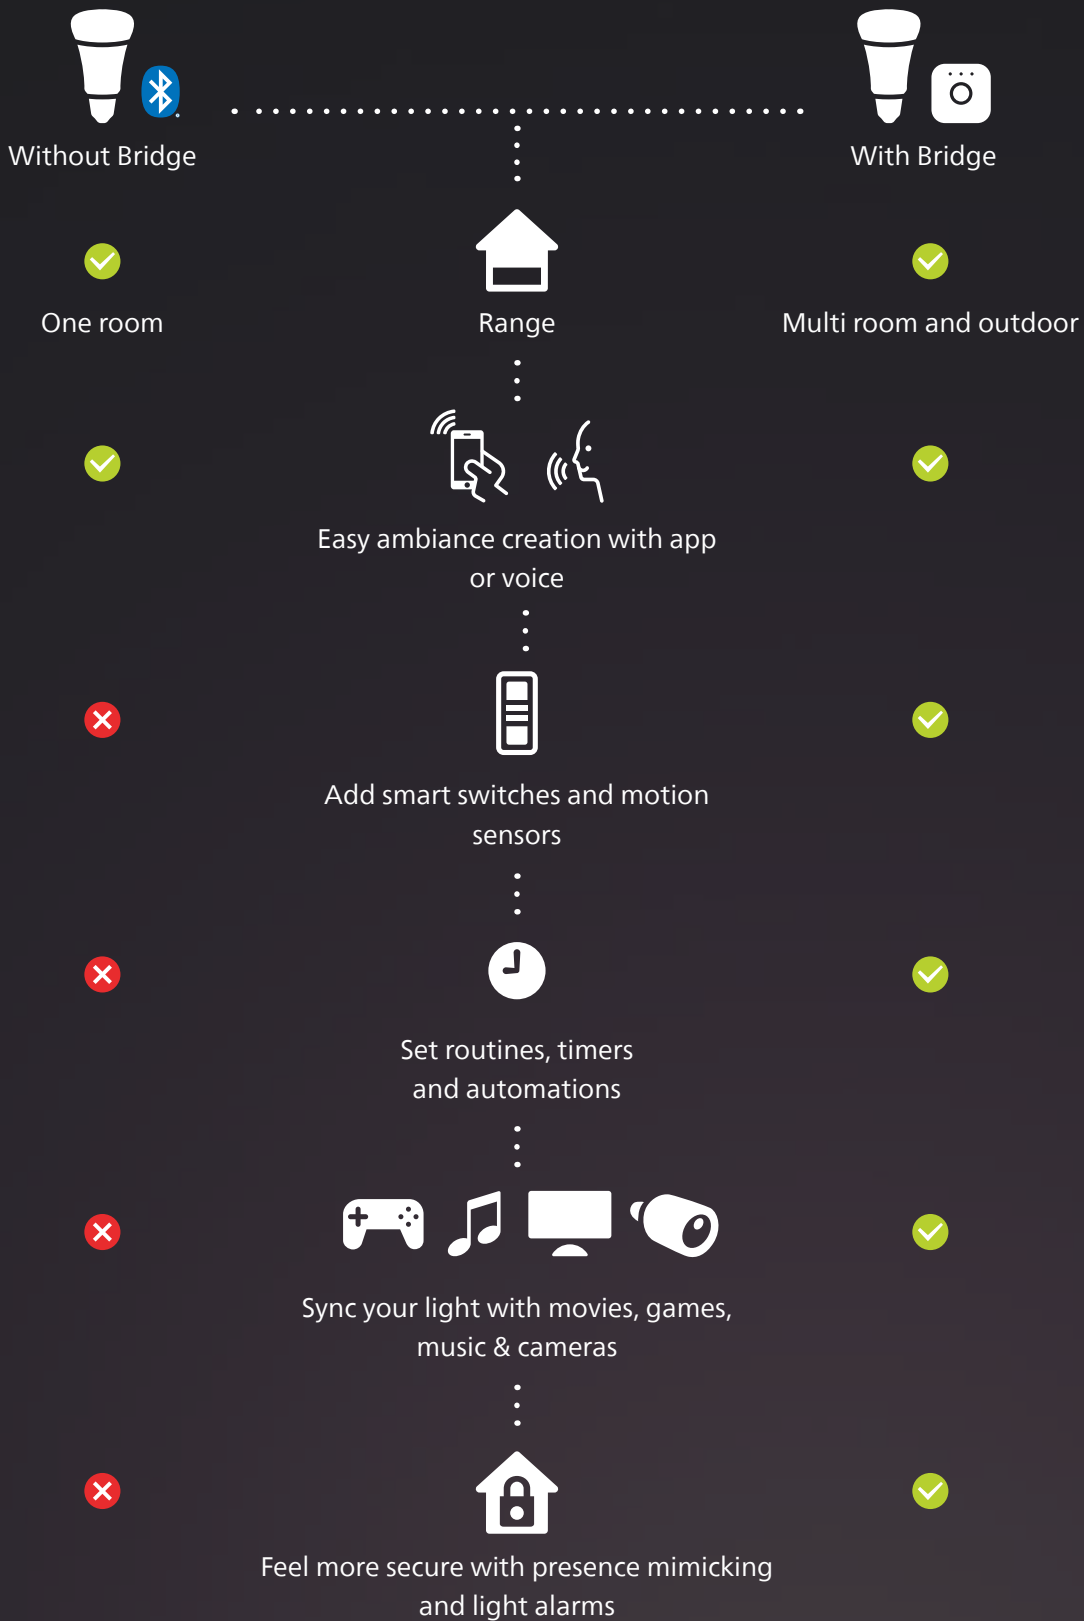 Without Bridge
With Bridge
One room
Range
Multi room and outdoor
Easy ambiance creation with app
or voice
Add smart switches and motion
sensors
Set routines, timers
and automations
Sync your light with movies, games,
music & cameras
Feel more secure with presence mimicking
and light alarms